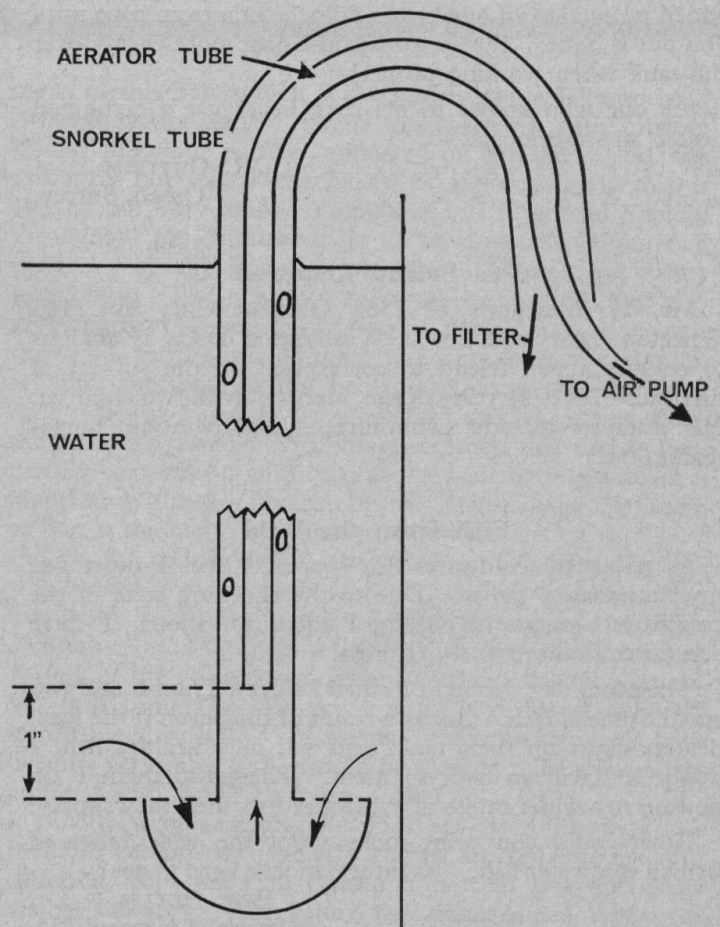 AERATOR TUBE
SNORKEL TUBE
TO FILTER
TO AIR PUMP
WATER
1"